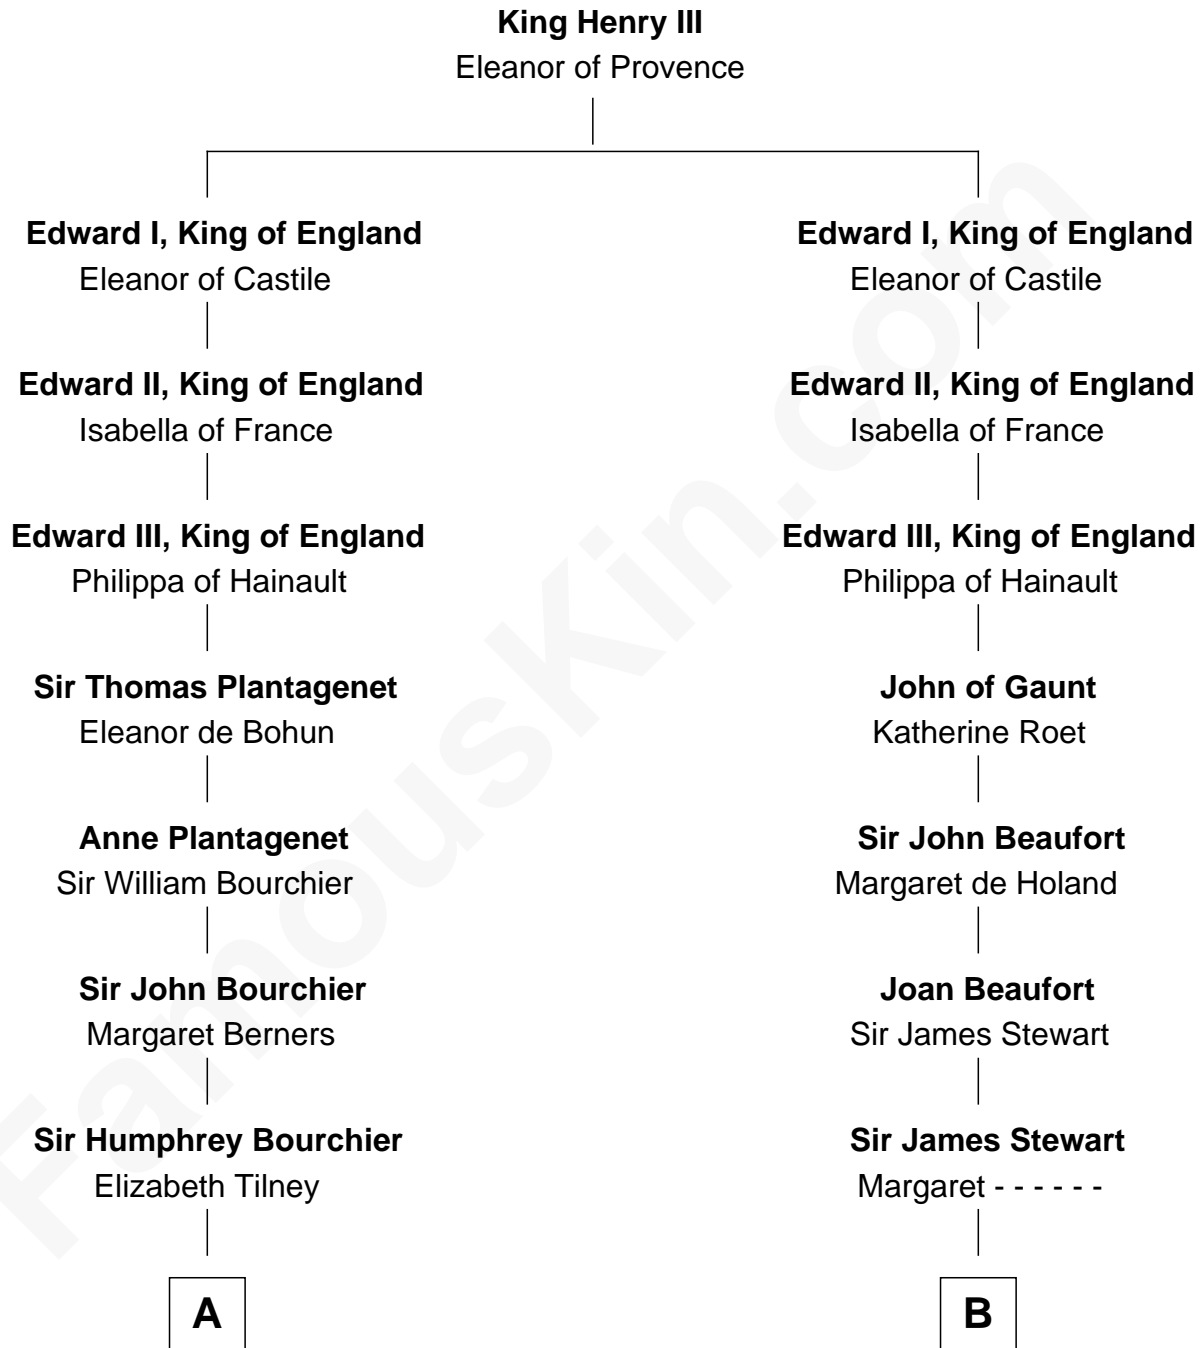 King Henry III
Eleanor of Provence
Edward I, King of England
Eleanor of Castile
Edward II, King of England
Isabella of France
Edward III, King of England
Philippa of Hainault
Sir Thomas Plantagenet
Eleanor de Bohun
Anne Plantagenet
Sir William Bourchier
Sir John Bourchier
Margaret Berners
Sir Humphrey Bourchier
Elizabeth Tilney
A
Edward I, King of England
Eleanor of Castile
Edward II, King of England
Isabella of France
Edward III, King of England
Philippa of Hainault
John of Gaunt
Katherine Roet
Sir John Beaufort
Margaret de Holand
Joan Beaufort
Sir James Stewart
Sir James Stewart
Margaret - - - - - -
B
FamousKin.com